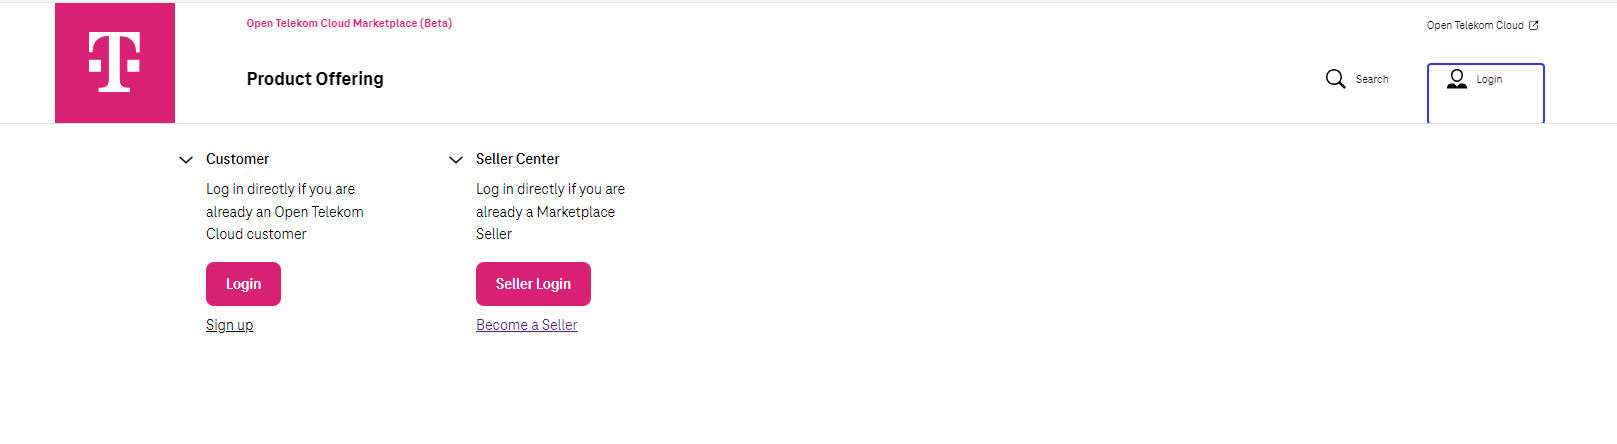 Open Telekom Cloud Marketplace (Beta)
Open Telekom Cloud
T
Product Offering
Search
Login
Customer
Log in directly if you are
already an Open Telekom
Cloud customer
Login
Sign up
Seller Center
Log in directly if you are
already a Marketplace
Seller
Seller Login
Become a Seller